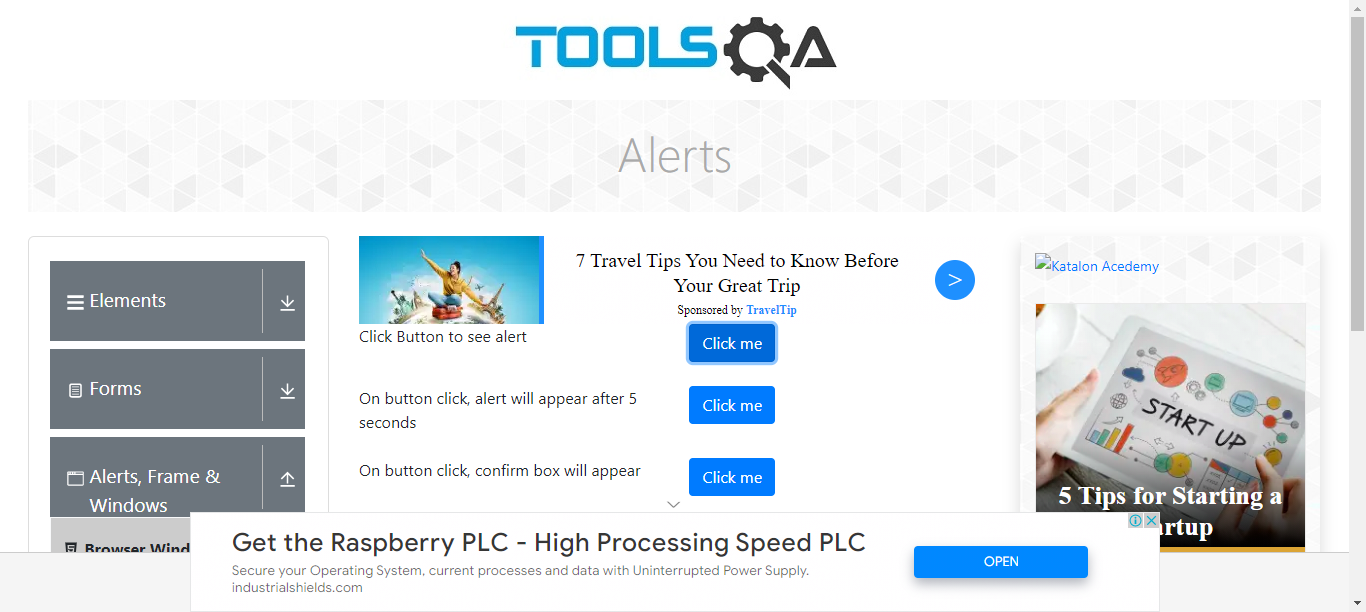 TOOLSQA
Alerts
Elements
Forms
Alerts, Frame &
Windows
7 Travel Tips You Need to Know Before
Your Great Trip
Sponsored by TravelTip
>
Click Button to see alert
Click me
On button click, alert will appear after 5
seconds
Click me
On button click, confirm box will appear
Click me
Katalon Acedemy
START UP
5 Tips for Starting a
Get the Raspberry PLC - High Processing Speed PLC
Secure your Operating System, current processes and data with Uninterrupted Power Supply.
industrialshields.com
OPEN
Browser Wind